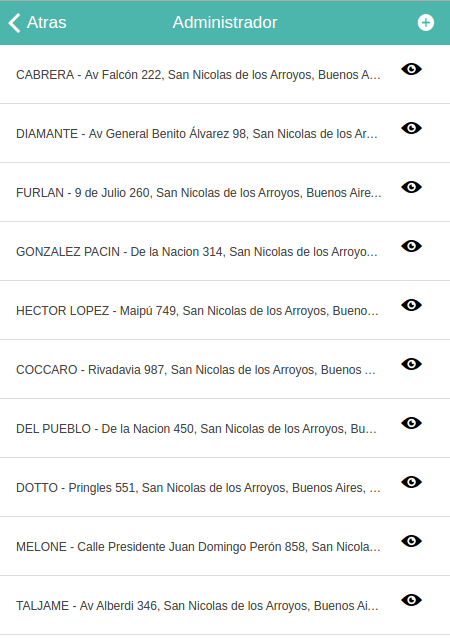 Atras
Administrador
CABRERA - Av Falcón 222, San Nicolas de los Arroyos, Buenos A...
DIAMANTE - Av General Benito Álvarez 98, San Nicolas de los Ar...
FURLAN - 9 de Julio 260, San Nicolas de los Arroyos, Buenos Aire...
GONZALEZ PACIN - De la Nacion 314, San Nicolas de los Arroyo...
HECTOR LOPEZ - Maipú 749, San Nicolas de los Arroyos, Bueno...
COCCARO - Rivadavia 987, San Nicolas de los Arroyos, Buenos ...
DEL PUEBLO - De la Nacion 450, San Nicolas de los Arroyos, Bu...
DOTTO - Pringles 551, San Nicolas de los Arroyos, Buenos Aires, ...
MELONE - Calle Presidente Juan Domingo Perón 858, San Nicola...
TALJAME - Av Alberdi 346, San Nicolas de los Arroyos, Buenos Ai...